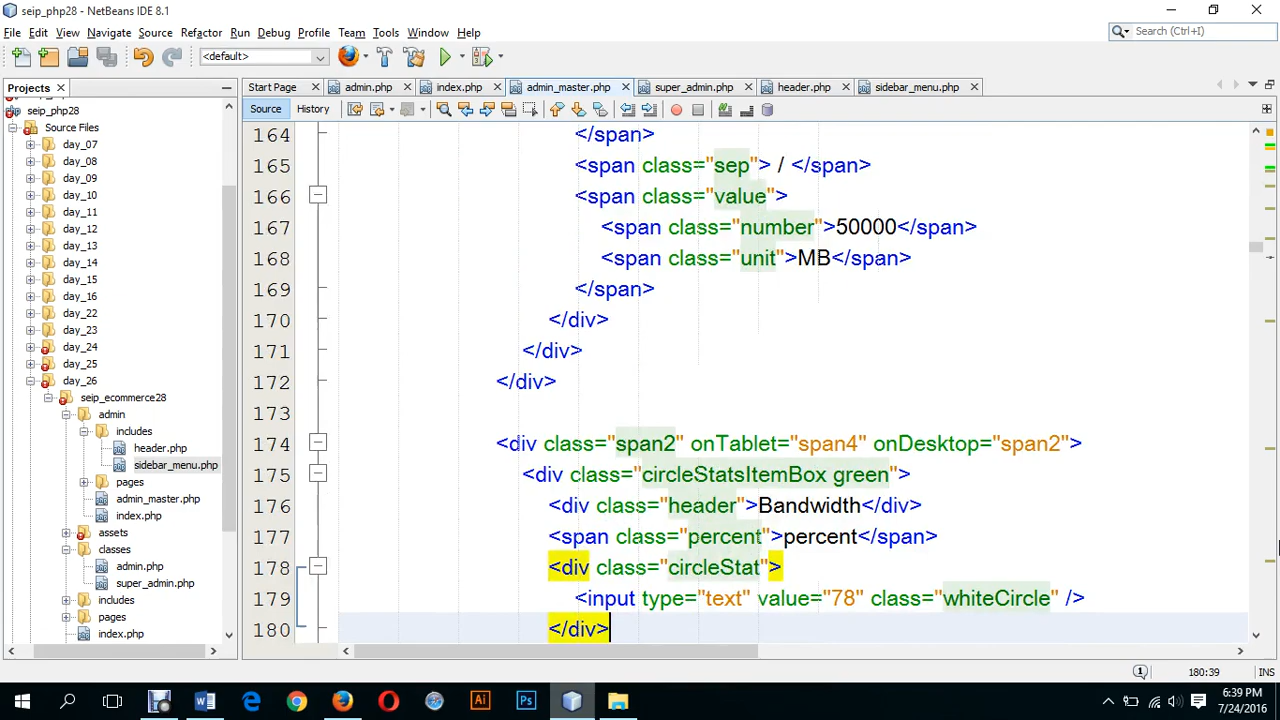 seip_php28 - NetBeans IDE 8.1
File Edit View Navigate Source Refactor Run Debug Profile Team Tools Window Help
Search (Ctrl+I)
<default>
Projects
Start Page admin.php index.php admin_master.php super_admin.php header.php sidebar_menu.php
Source History
seip_php28
Source Files
day_07
day_08
day_09
day_10
day_11
day_12
day_13
day_14
day_15
day_16
day_22
day_23
day_24
day_25
day_26
seip_ecommerce28
admin
includes
header.php
sidebar_menu.php
pages
admin_master.php
index.php
assets
classes
admin.php
super_admin.php
includes
pages
index.php
164 </span>
165 <span class="sep"> / </span>
166 <span class="value">
167 <span class="number">50000</span>
168 <span class="unit">MB</span>
169 </span>
170 </div>
171 </div>
172 </div>
173
174 <div class="span2" onTablet="span4" onDesktop="span2">
175 <div class="circleStatsItemBox green">
176 <div class="header">Bandwidth</div>
177 <span class="percent">percent</span>
178 <div class="circleStat">
179 <input type="text" value="78" class="whiteCircle" />
180 </div>
1 180:39 INS
6:39 PM
7/24/2016